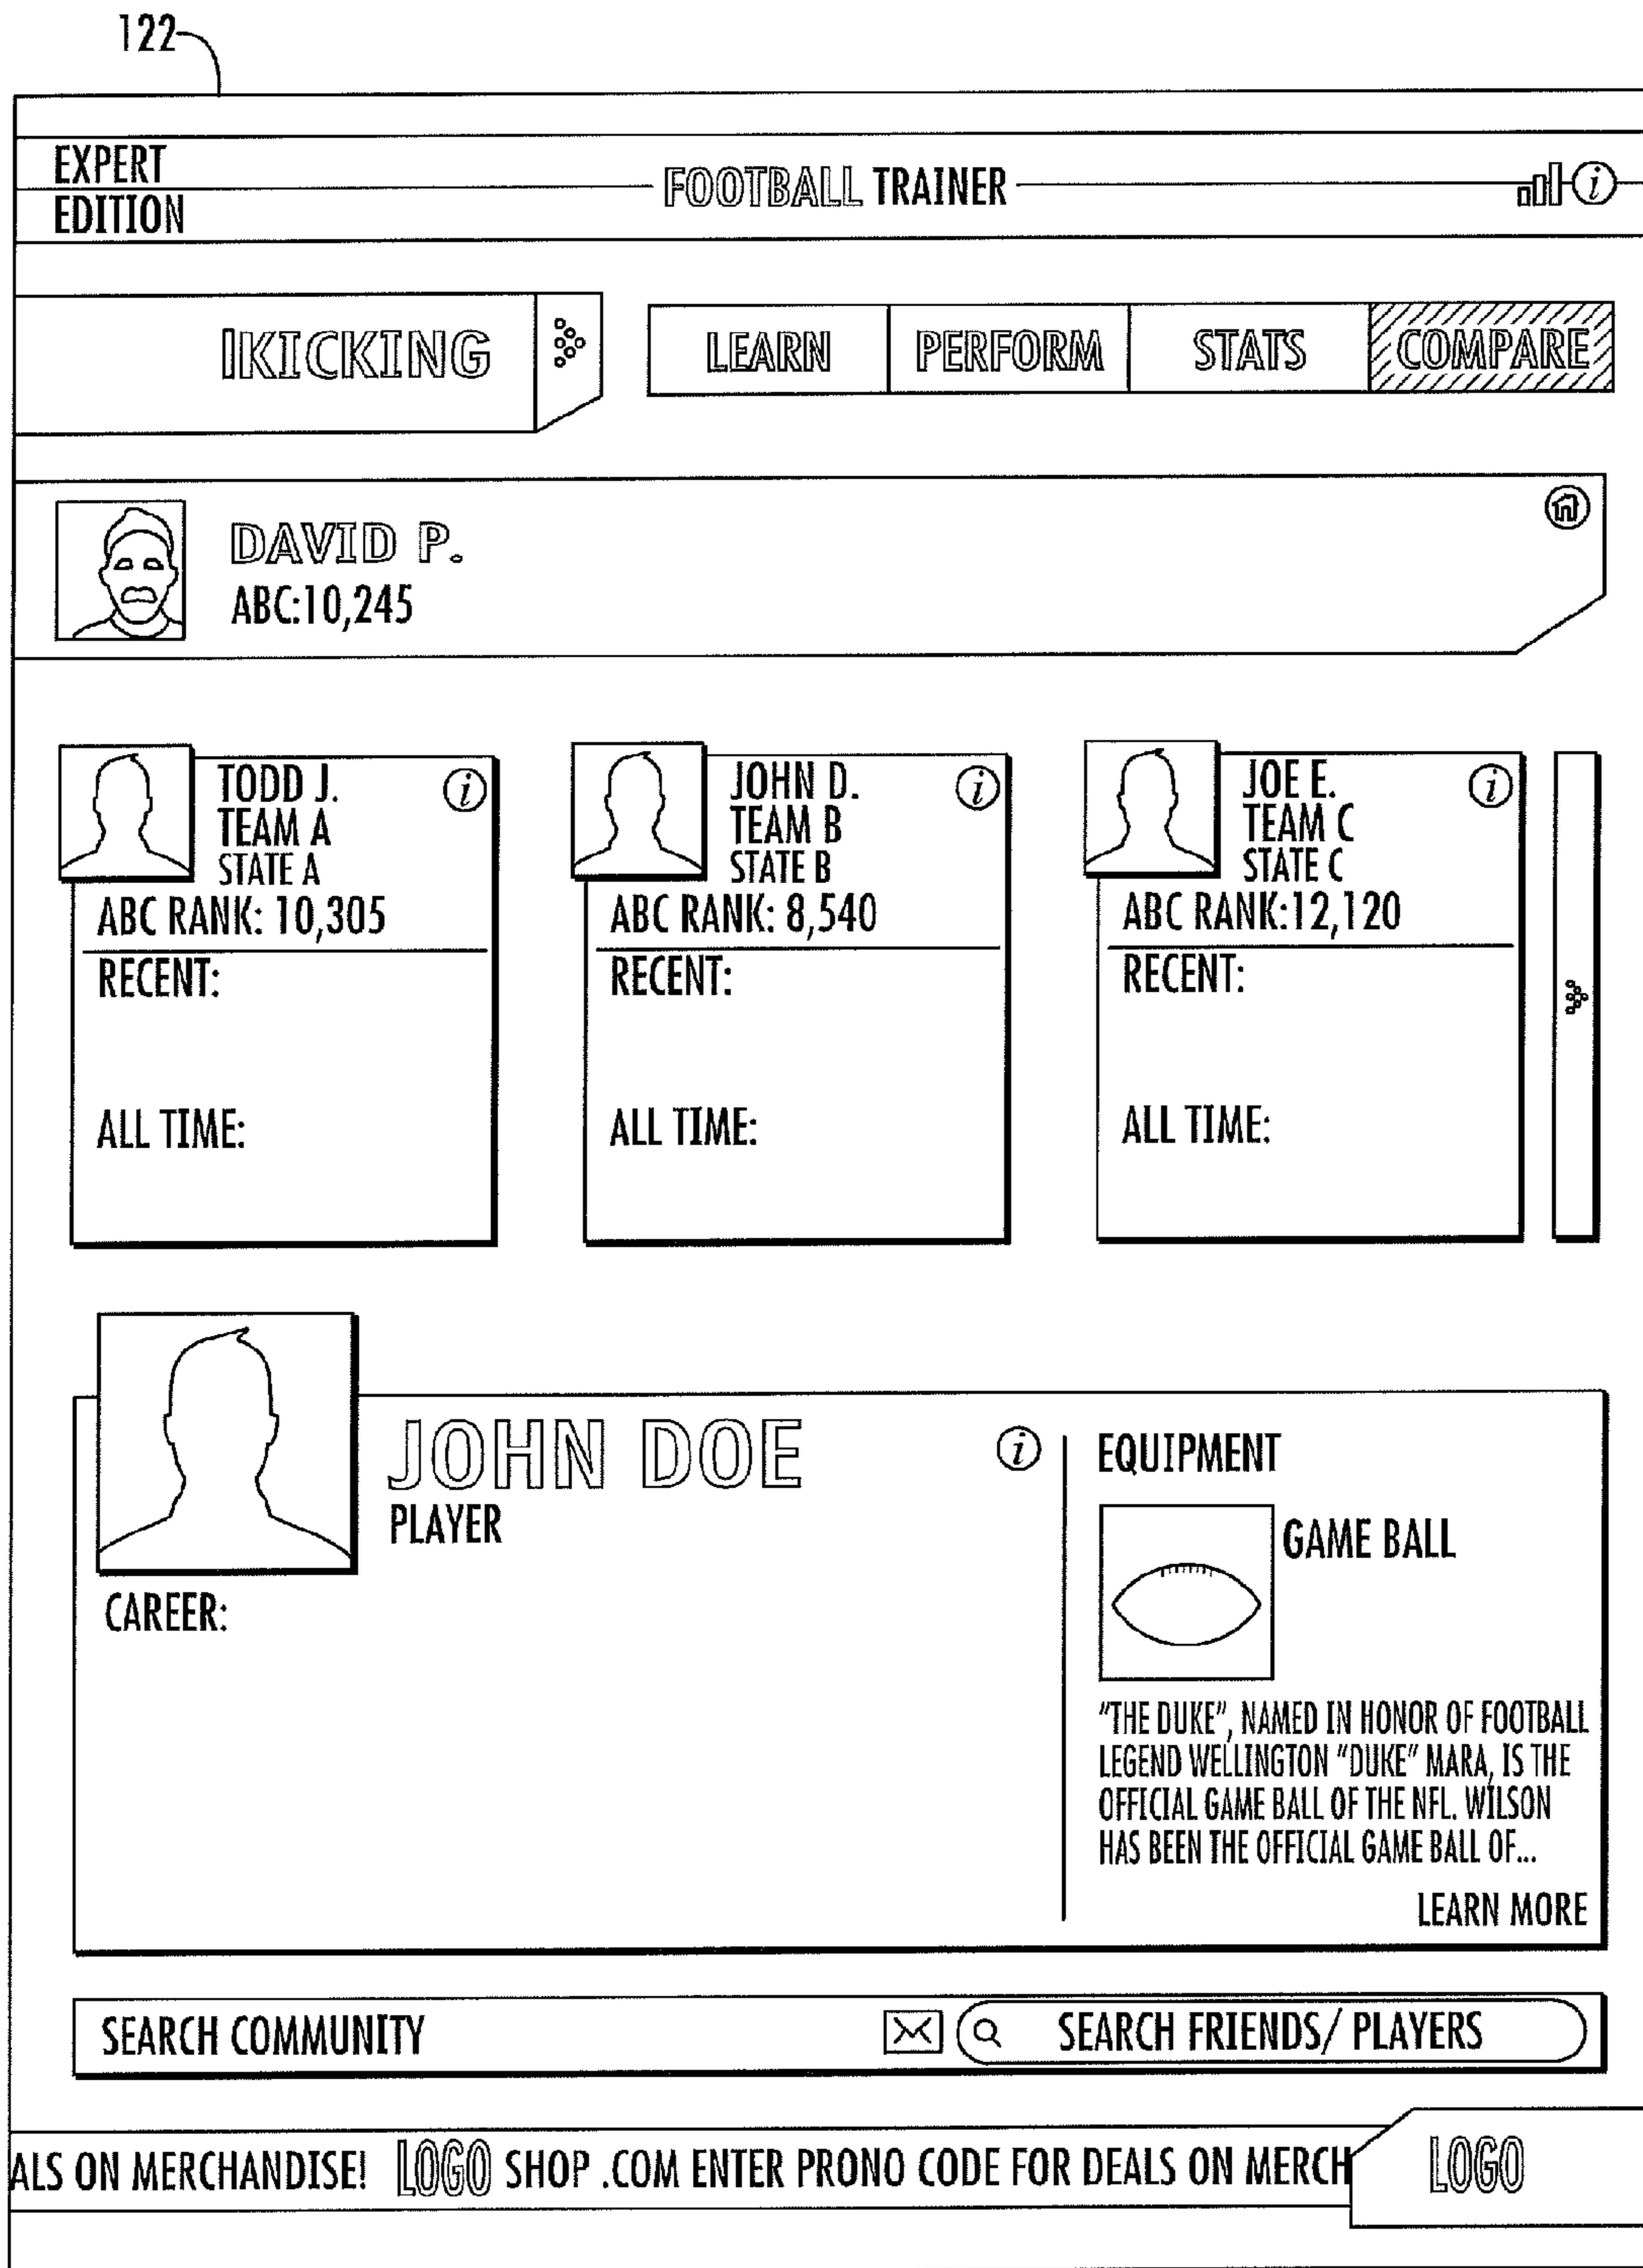 122
EXPERT
EDITION
FOOTBALL TRAINER
i
KICKING
LEARN
PERFORM
STATS
COMPARE
DAVID P.
ABC:10,245
TODD J.
TEAM A
STATE A
i
ABC RANK: 10,305
RECENT:
ALL TIME:
JOHN D.
TEAM B
STATE B
i
ABC RANK: 8,540
RECENT:
ALL TIME:
JOE E.
TEAM C
STATE C
i
ABC RANK:12,120
RECENT:
ALL TIME:
JOHN DOE
PLAYER
i
CAREER:
EQUIPMENT
GAME BALL
"THE DUKE", NAMED IN HONOR OF FOOTBALL
LEGEND WELLINGTON "DUKE" MARA, IS THE
OFFICIAL GAME BALL OF THE NFL. WILSON
HAS BEEN THE OFFICIAL GAME BALL OF...
LEARN MORE
SEARCH COMMUNITY
SEARCH FRIENDS/ PLAYERS
ALS ON MERCHANDISE! LOGO SHOP .COM ENTER PRONO CODE FOR DEALS ON MERCH
LOGO